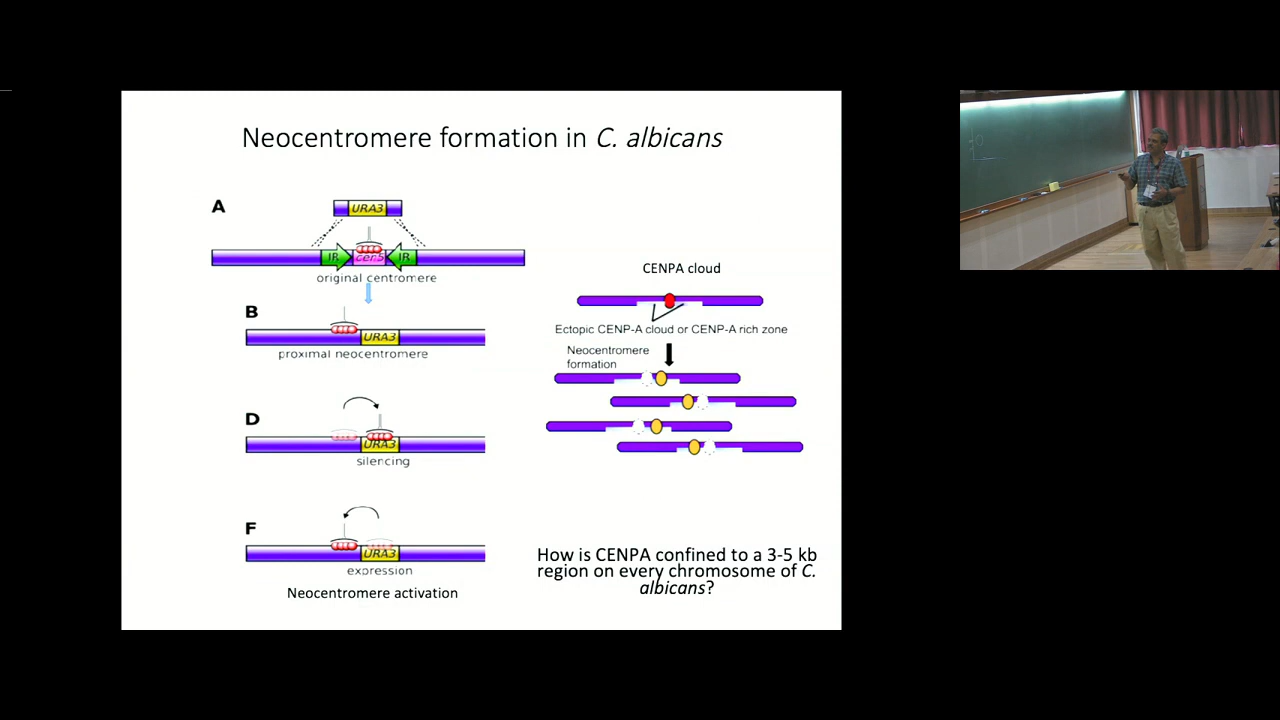 Neocentromere formation in C. albicans
A
URA3
IR
cen5
IR
original centromere
B
URA3
proximal neocentromere
D
URA3
silencing
F
URA3
expression
Neocentromere activation
CENPA cloud
Ectopic CENP-A cloud or CENP-A rich zone
Neocentromere
formation
How is CENPA confined to a 3-5 kb
region on every chromosome of C.
albicans?